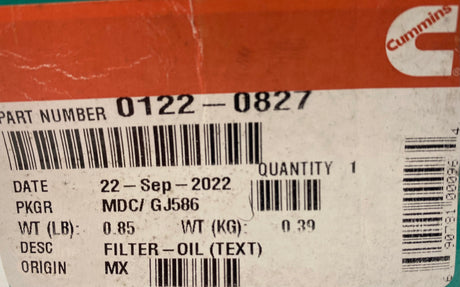 Cummins
PART NUMBER 0122-0827
QUANTITY 1
DATE 22-Sep-2022
PKGR MDC/ GJ586
WT (LB): 0.85 WT (KG): 0.39
DESC FILTER-OIL (TEXT)
ORIGIN MX